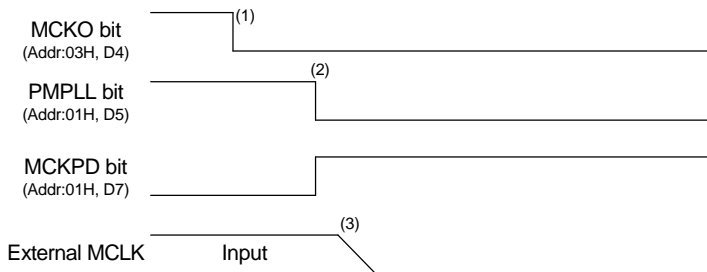 MCKO bit
(Addr:03H, D4)
(1)
PMPLL bit
(Addr:01H, D5)
(2)
MCKPD bit
(Addr:01H, D7)
External MCLK
Input
(3)